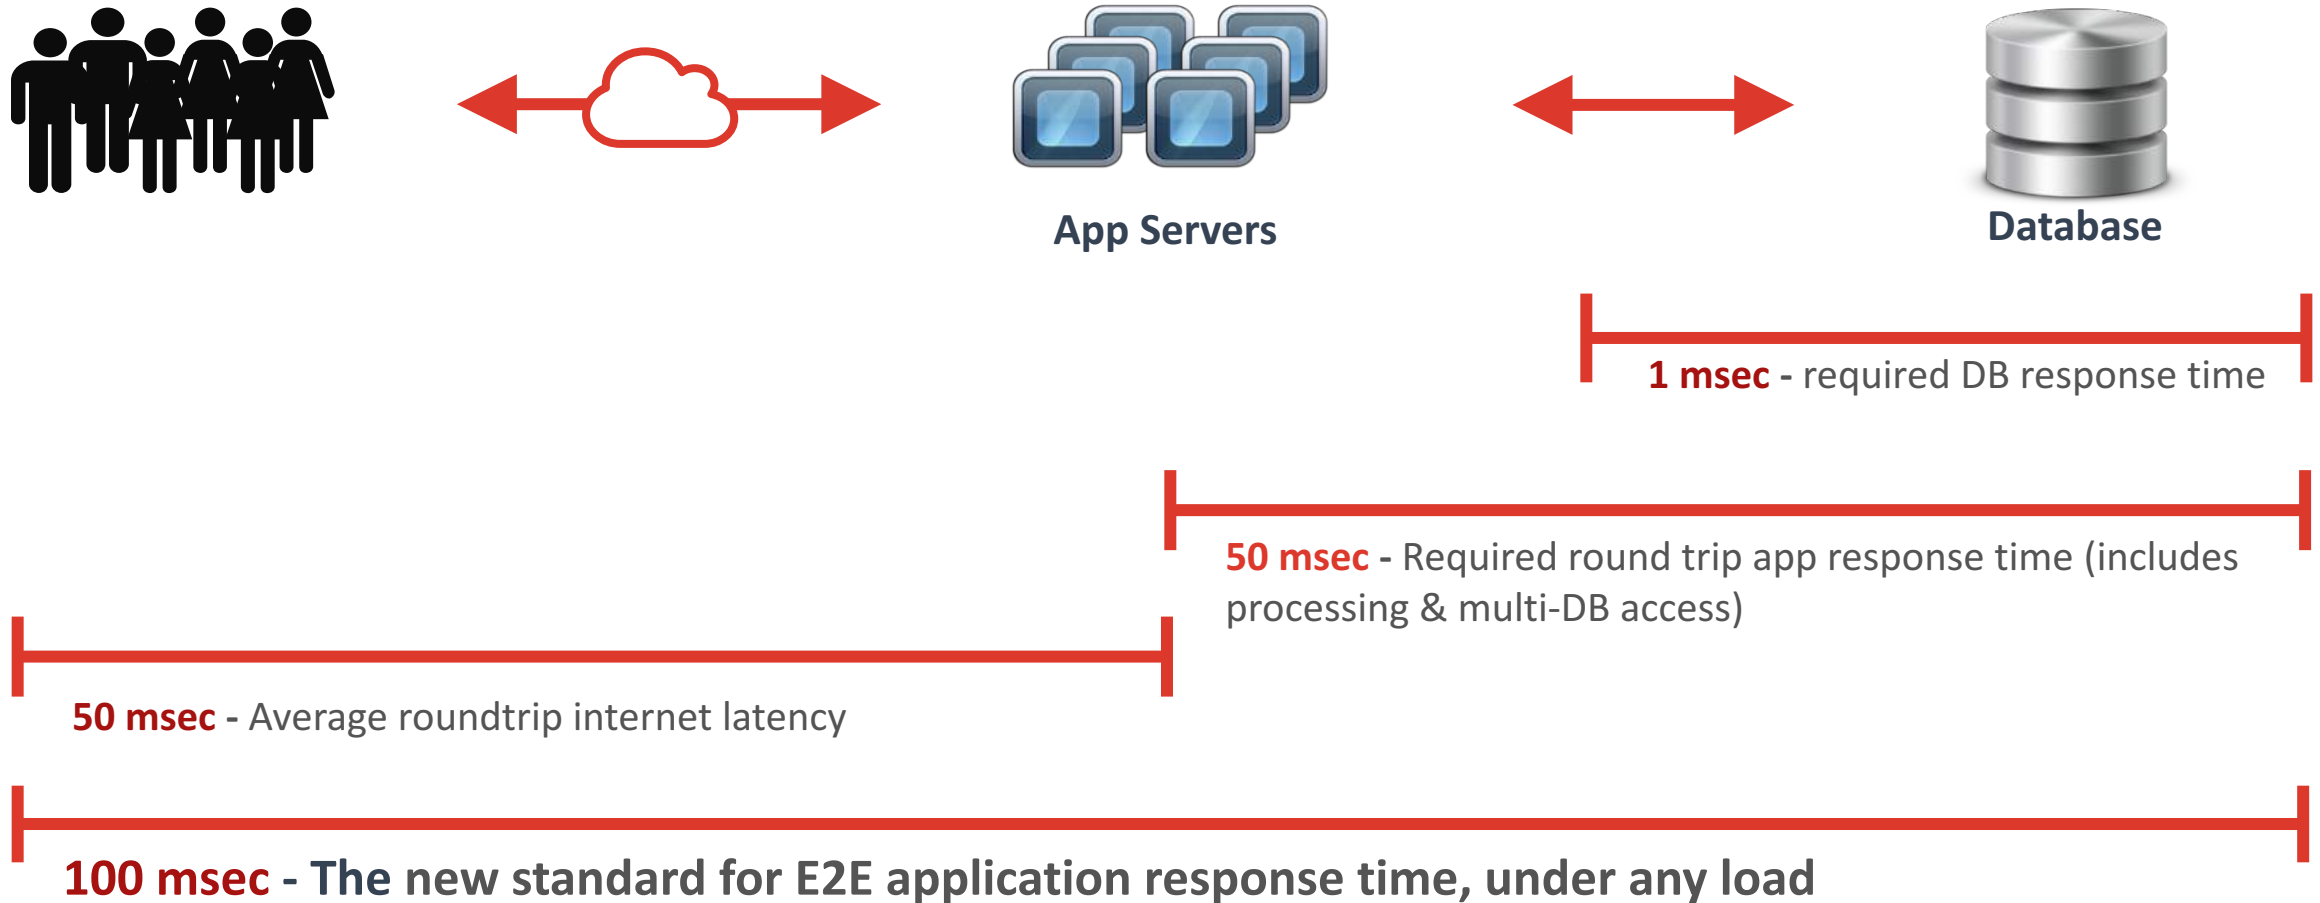 App Servers
Database
1 msec - required DB response time
50 msec - Required round trip app response time (includes
processing & multi-DB access)
50 msec - Average roundtrip internet latency
100 msec - The new standard for E2E application response time, under any load